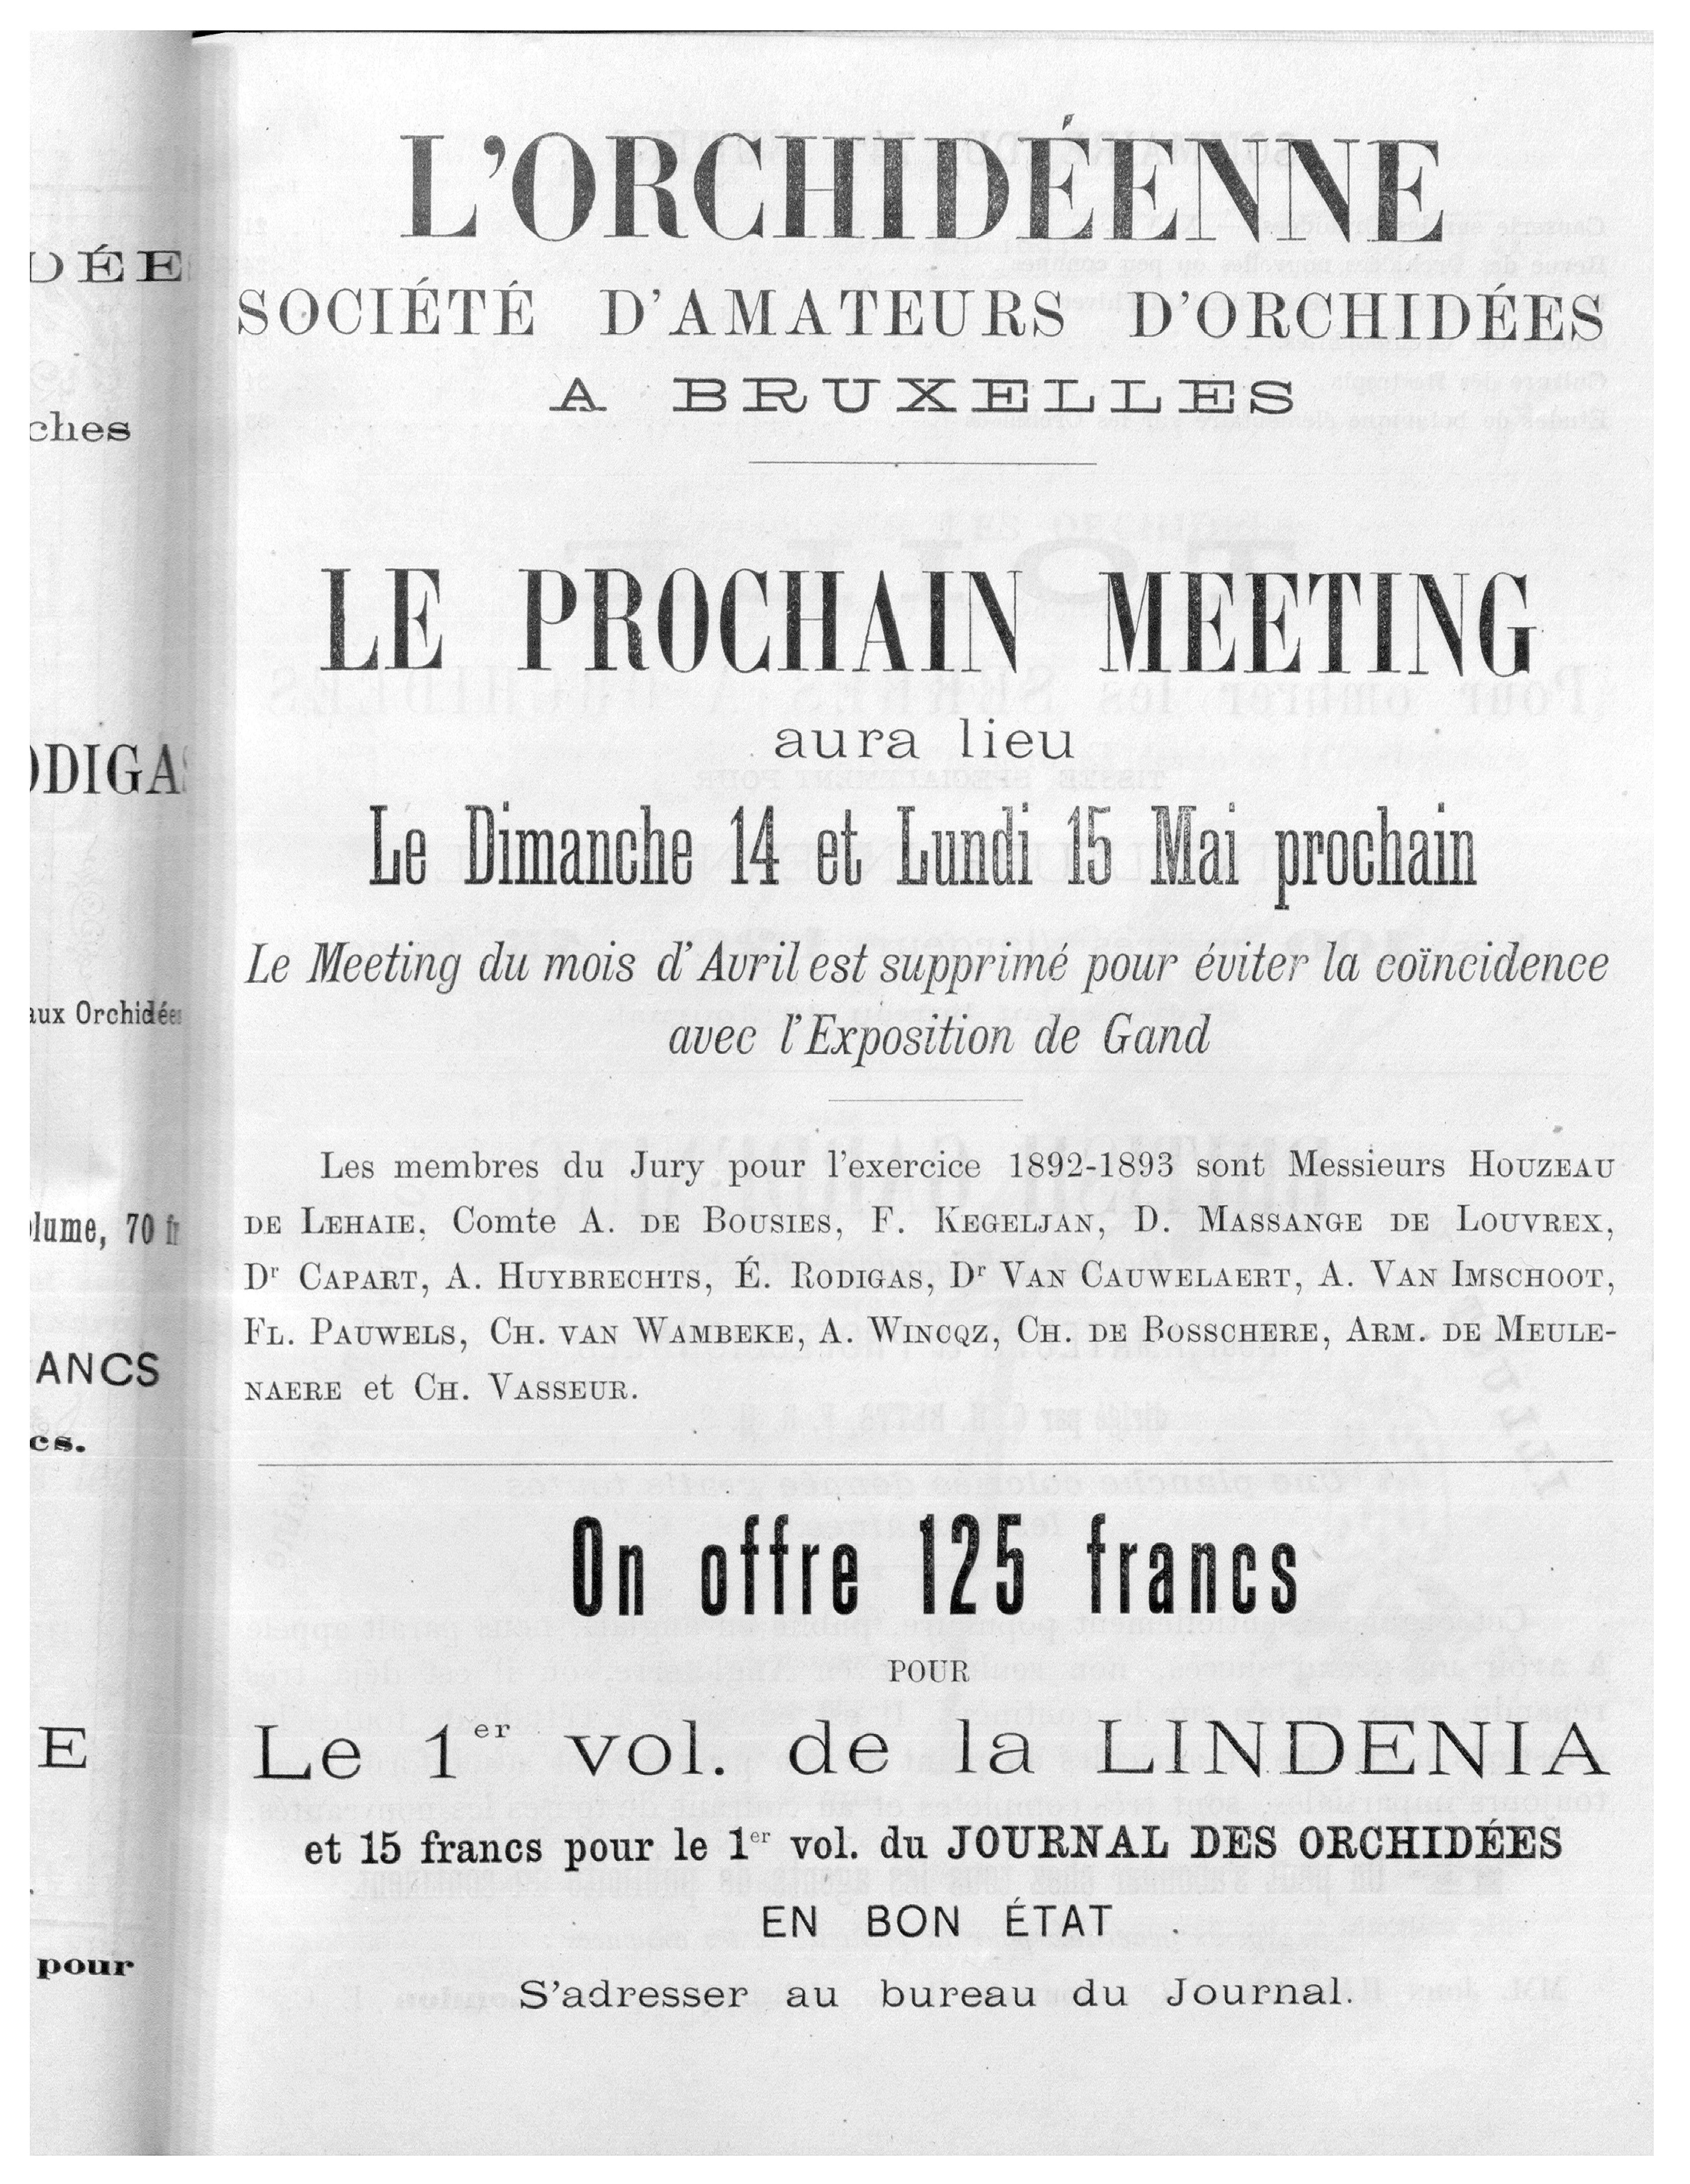 L'ORCHIDÉENNE
SOCIÉTÉ D'AMATEURS D'ORCHIDÉES
A BRUXELLES
LE PROCHAIN MEETING
aura lieu
Le Dimanche 14 et Lundi 15 Mai prochain
Le Meeting du mois d'Avril est supprimé pour éviter la coïncidence
avec l'Exposition de Gand
Les membres du Jury pour l'exercice 1892-1893 sont Messieurs HOUZEAU
DE LEHAIE, Comte A. DE BOUSIES, F. KEGELJAN, D. MASSANGE DE LOUVREX,
Dr CAPART, A. HUYBRECHTS, É. RODIGAS, Dr VAN CAUWELAERT, A. VAN IMSCHOOT,
FL. PAUWELS, CH. VAN WAMBEKE, A. WINCQZ, CH. DE BOSSCHERE, ARM. DE MEULE-
NAERE et CH. VASSEUR.
On offre 125 francs
POUR
Le 1er vol. de la LINDENIA
et 15 francs pour le 1er vol. du JOURNAL DES ORCHIDÉES
EN BON ÉTAT
S'adresser au bureau du Journal.
ches
aux Orchidées
70 fr
E
pour